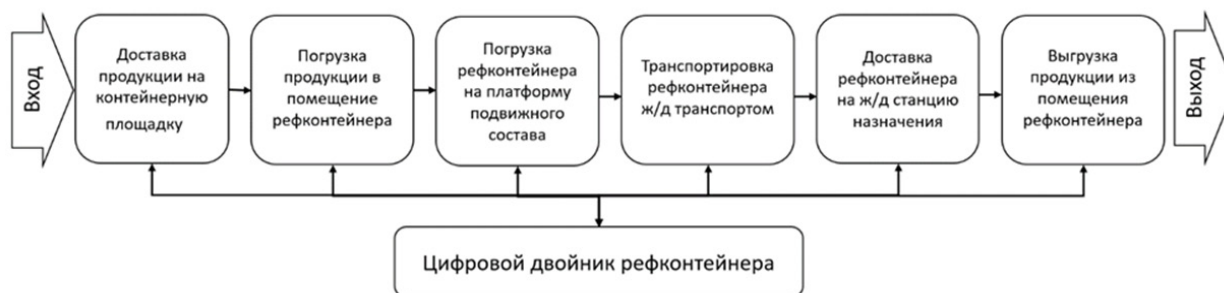 Вход
Доставка
продукции на
контейнерную
площадку
Погрузка
продукции в
помещение
рефконтейнера
Погрузка
рефконтейнера
на платформу
подвижного
состава
Транспортировка
рефконтейнера
ж/д транспортом
Доставка
рефконтейнера
на ж/д станцию
назначения
Выгрузка
продукции из
помещения
рефконтейнера
Выход
Цифровой двойник рефконтейнера